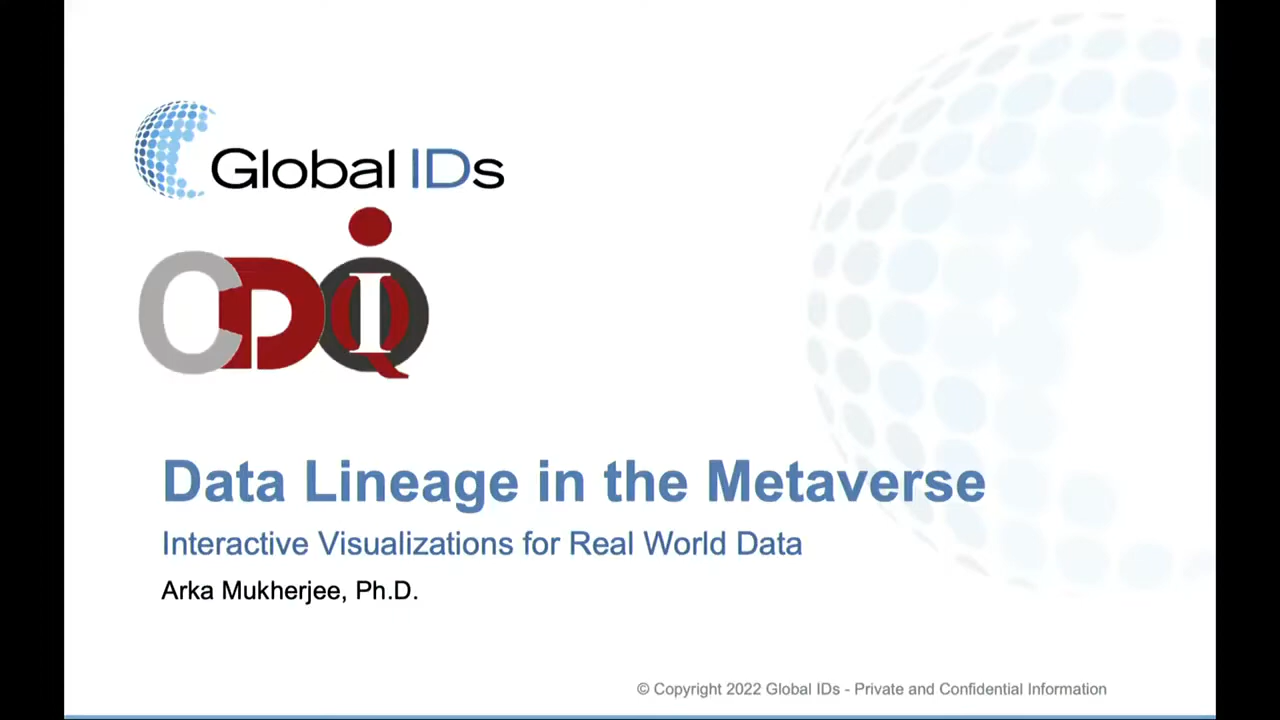 Global IDs
CDQI
Data Lineage in the Metaverse
Interactive Visualizations for Real World Data
Arka Mukherjee, Ph.D.
© Copyright 2022 Global IDs - Private and Confidential Information